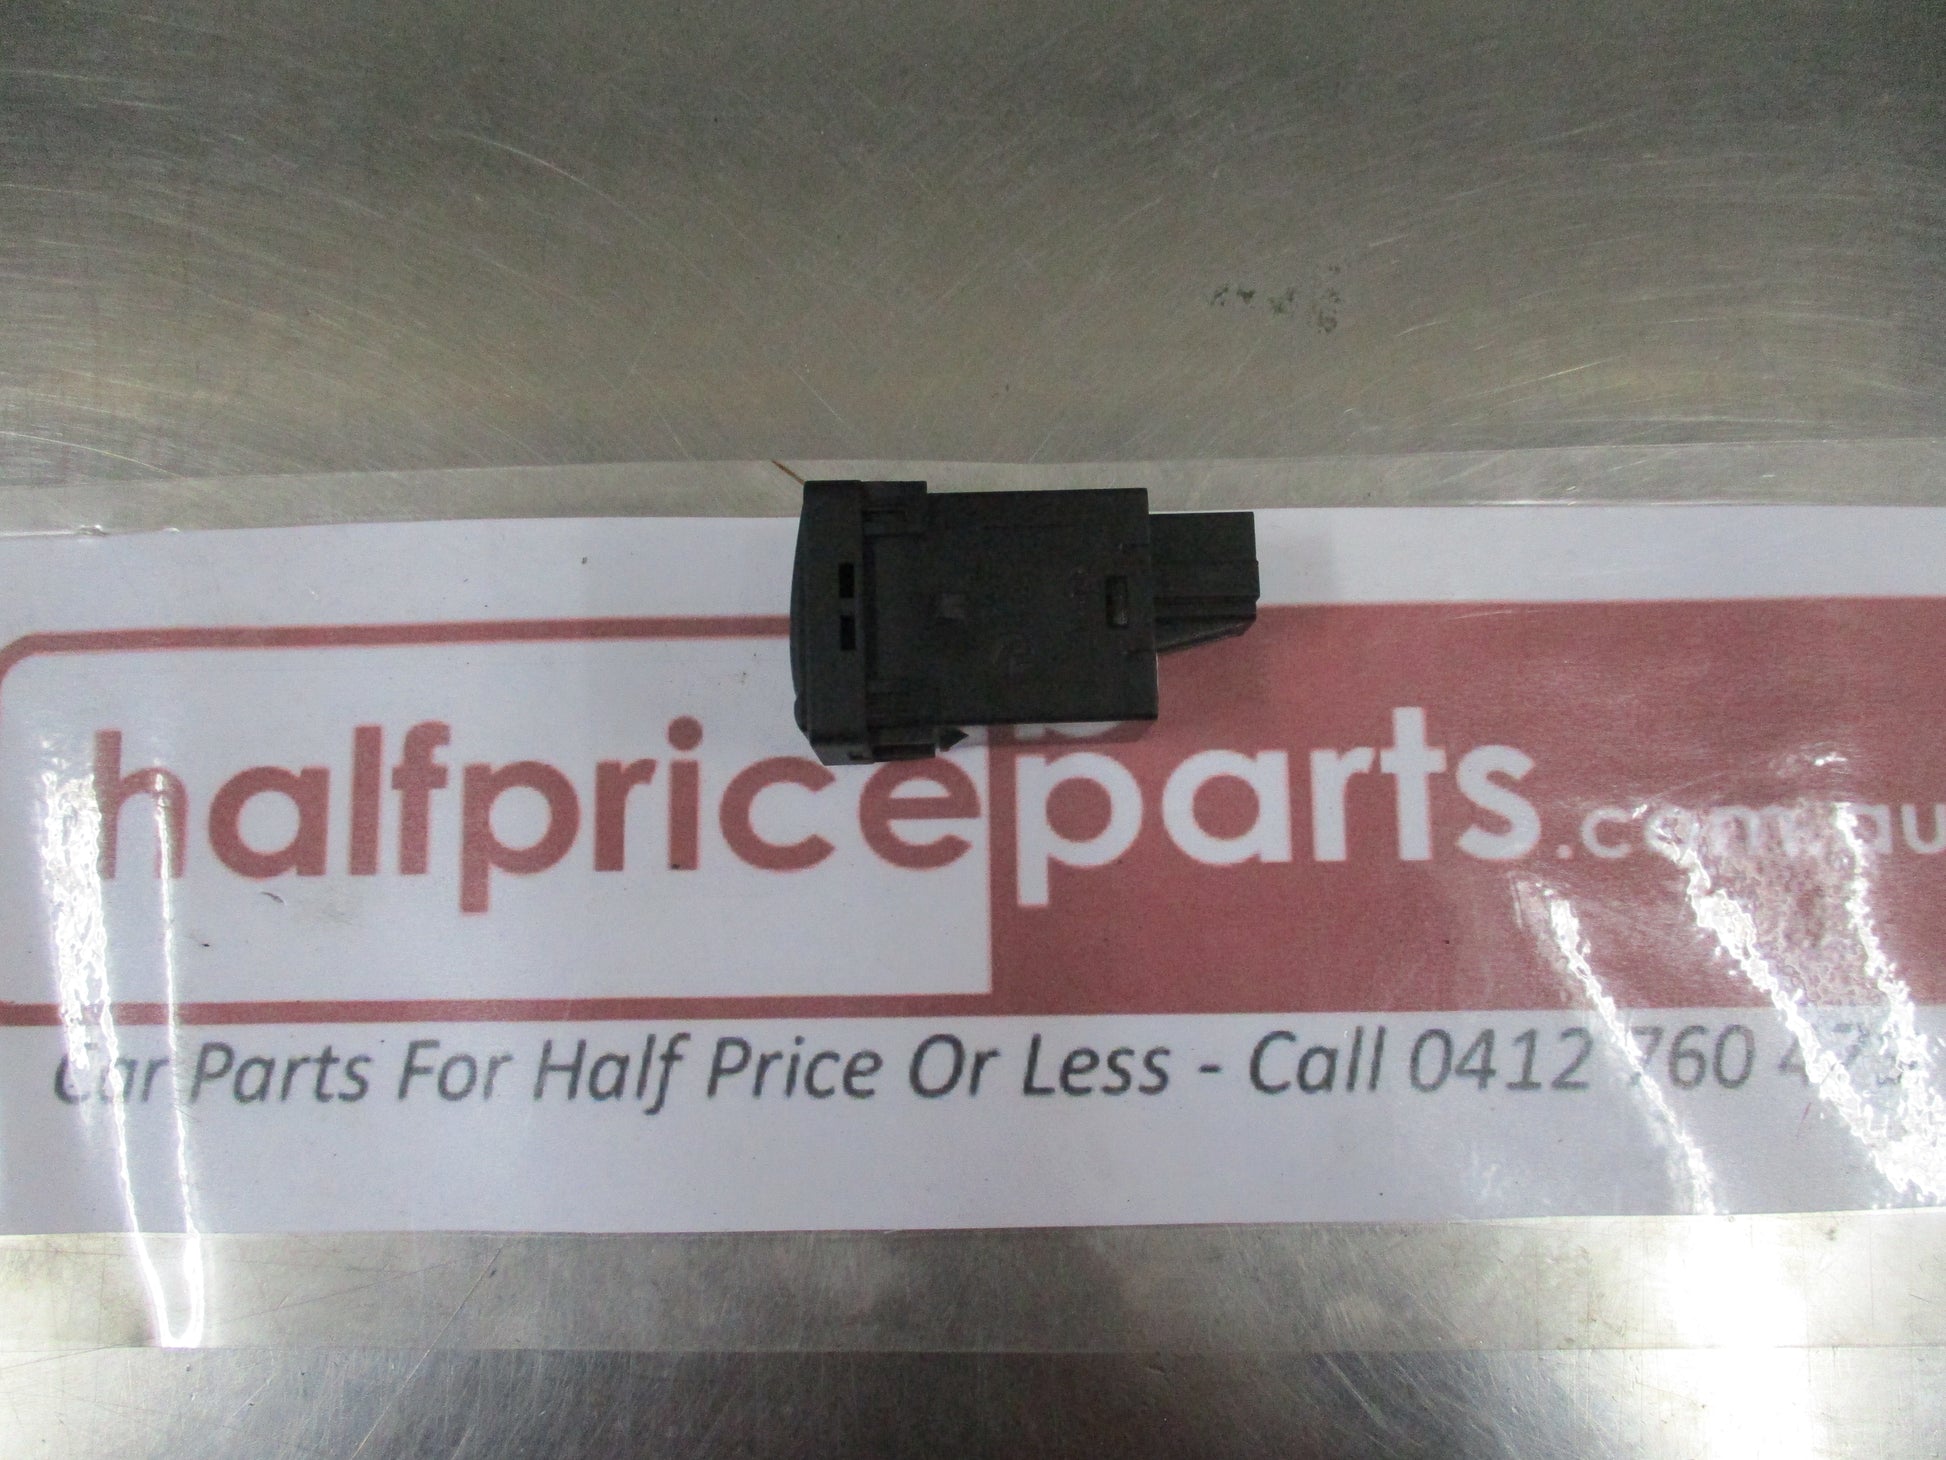 halfpriceparts.com.au
Car Parts For Half Price Or Less - Call 0412 760